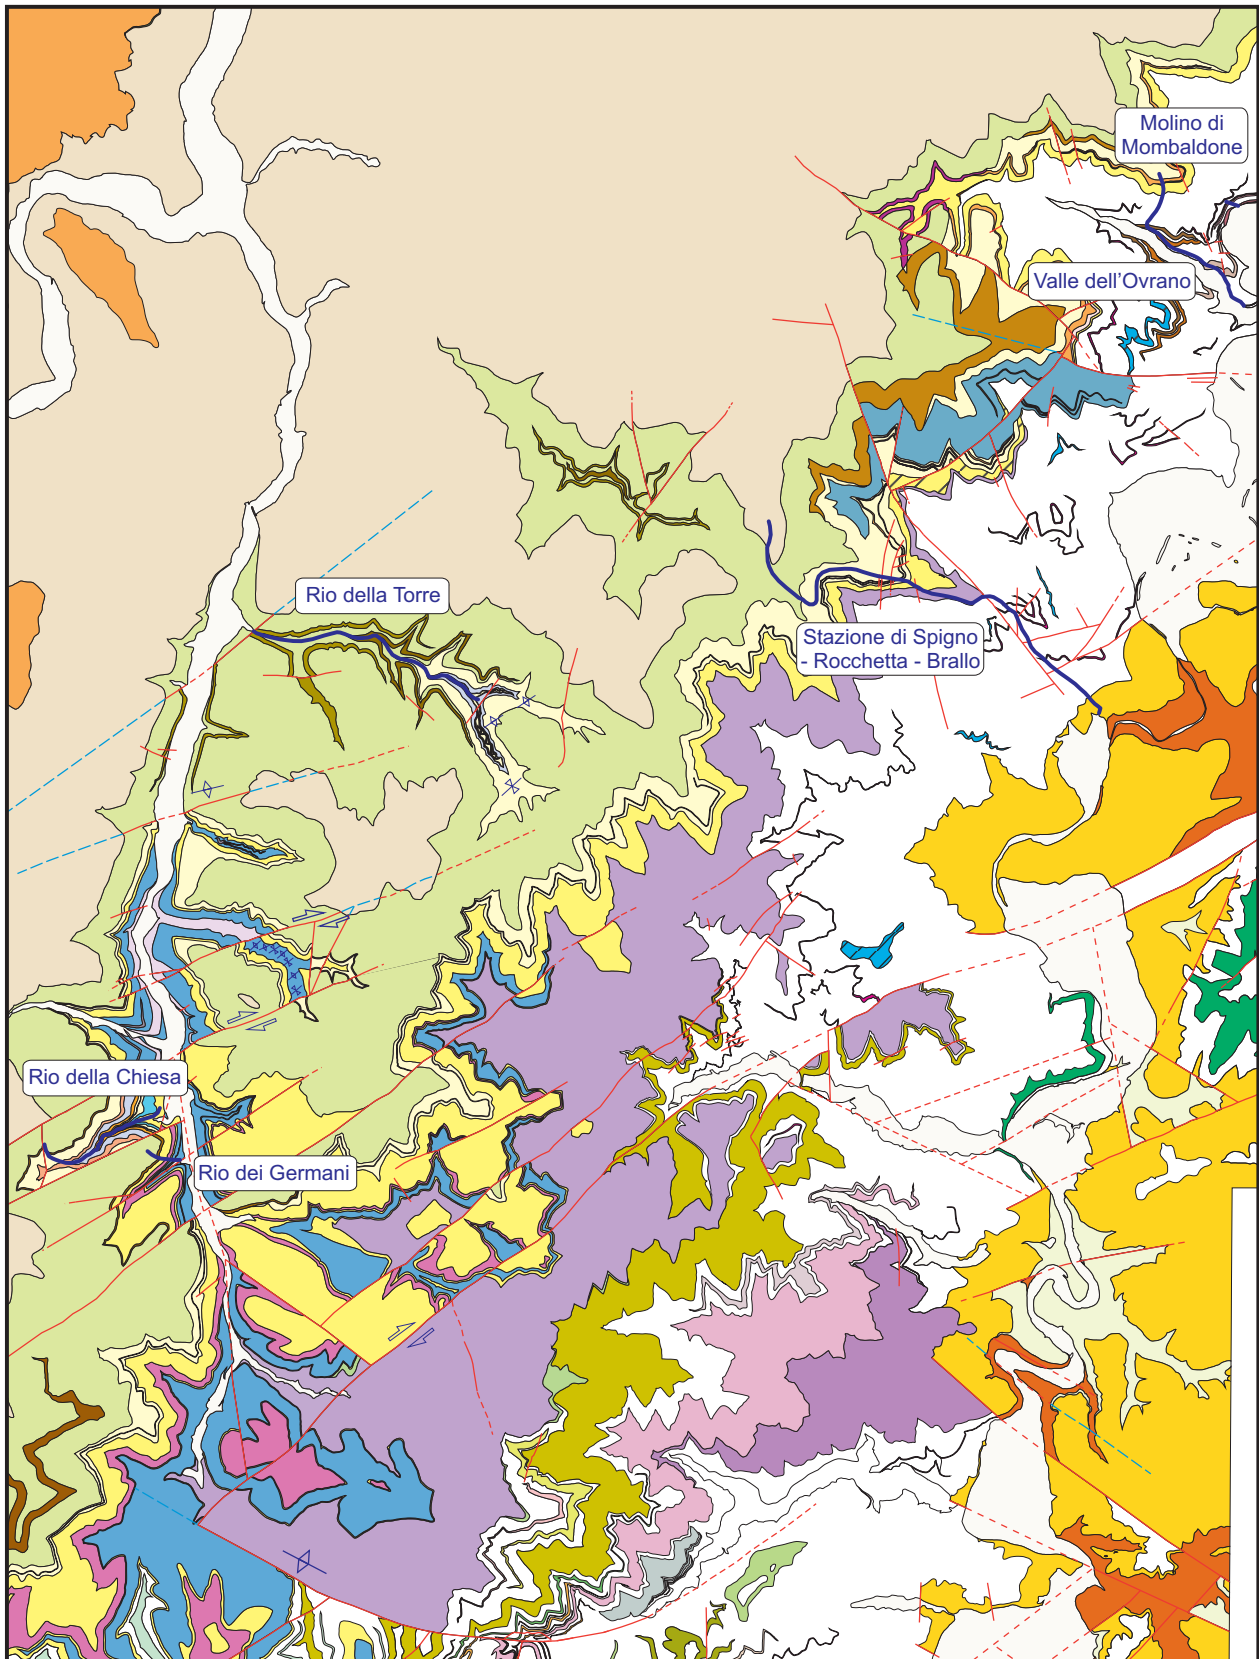 Molino di
Mombaldone
Valle dell'Ovrano
Rio della Torre
Stazione di Spigno
- Rocchetta - Brallo
Rio della Chiesa
Rio dei Germani